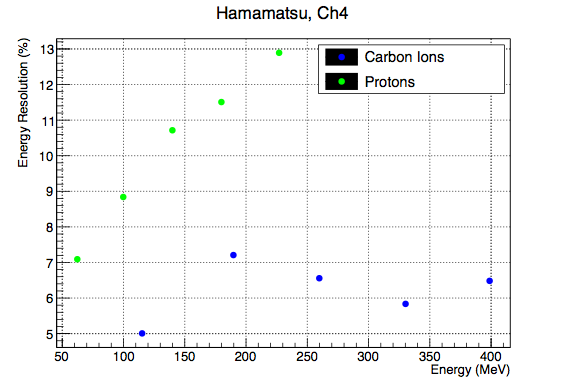 Hamamatsu, Ch4
Energy Resolution (%)
13
12
11
10
9
8
7
6
5
Carbon Ions
Protons
50 100 150 200 250 300 350 400
Energy (MeV)